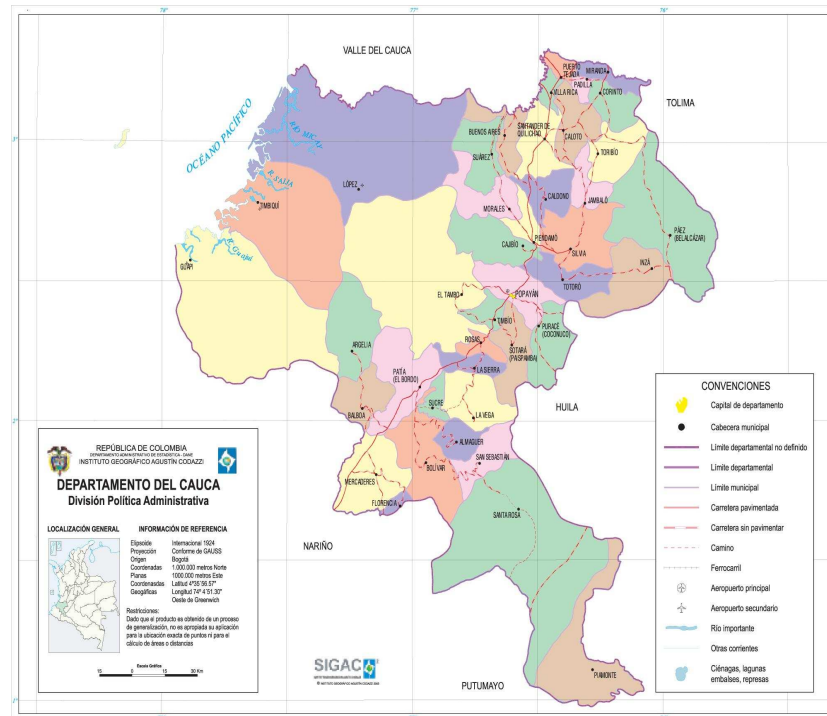 78°
77°
76°
VALLE DEL CAUCA
TOLIMA
HUILA
NARIÑO
PUTUMAYO
OCÉANO PACÍFICO
RÍO MICAY
R. SAIJA
R. Guapi
PUERTO
TEJADA
MIRANDA
PADILLA
VILLA RICA
CORINTO
SANTANDER DE
QUILICHAO
BUENOS AIRES
CALOTO
SUÁREZ
TORIBÍO
LÓPEZ
CALDONO
JAMBALÓ
TIMBIQUÍ
MORALES
PÁEZ
(BELALCÁZAR)
PIENDAMÓ
CAJIBÍO
SILVIA
GUAPI
INZÁ
TOTORÓ
EL TAMBO
POPAYÁN
TIMBÍO
PURACÉ
(COCONUCO)
ROSAS
ARGELIA
SOTARÁ
(PAISPAMBA)
PATÍA
(EL BORDO)
LA SIERRA
SUCRE
BALBOA
LA VEGA
ALMAGUER
SAN SEBASTIÁN
BOLÍVAR
MERCADERES
FLORENCIA
SANTA ROSA
PIAMONTE
CONVENCIONES
Capital de departamento
Cabecera municipal
Límite departamental no definido
Límite departamental
Límite municipal
Carretera pavimentada
Carretera sin pavimentar
Camino
Ferrocarril
Aeropuerto principal
Aeropuerto secundario
Río importante
Otras corrientes
Ciénagas, lagunas
embalses, represas
REPÚBLICA DE COLOMBIA
DEPARTAMENTO ADMINISTRATIVO DE ESTADÍSTICA - DANE
INSTITUTO GEOGRÁFICO AGUSTÍN CODAZZI
DEPARTAMENTO DEL CAUCA
División Política Administrativa
LOCALIZACIÓN GENERAL
INFORMACIÓN DE REFERENCIA
Elipsoide Internacional 1924
Proyección Conforme de GAUSS
Origen Bogotá
Coordenadas 1.000.000 metros Norte
Planas 1000.000 metros Este
Coordenasdas Latitud 4°35'56.57"
Geogáficas Longitud 74° 4'51.30"
Oeste de Greenwich
Restricciones:
Dado que el producto es obtenido de un proceso
de generalización, no es apropiada su aplicación
para la ubicación exacta de puntos ni para el
cálculo de áreas o distancias
Escala Gráfica
15 0 15 30 Km
SIGAC